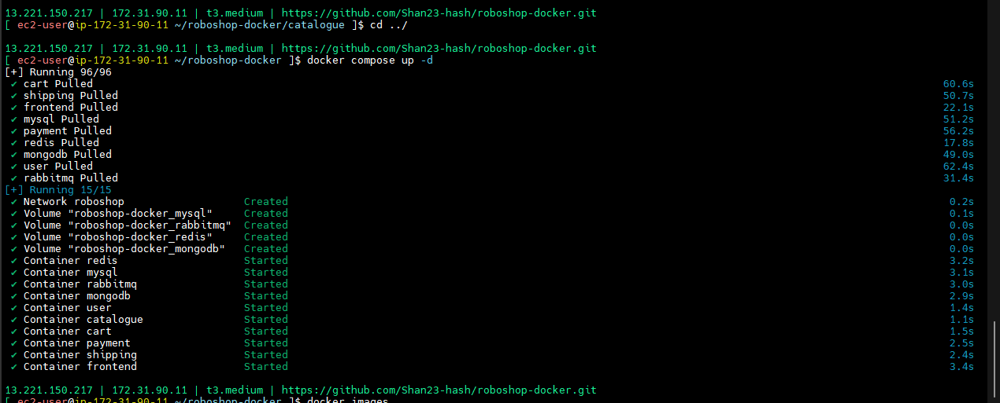 13.221.150.217 | 172.31.90.11 | t3.medium | https://github.com/Shan23-hash/roboshop-docker.git
[ ec2-user@ip-172-31-90-11 ~/roboshop-docker/catalogue ]$ cd ../
13.221.150.217 | 172.31.90.11 | t3.medium | https://github.com/Shan23-hash/roboshop-docker.git
[ ec2-user@ip-172-31-90-11 ~/roboshop-docker ]$ docker compose up -d
[+] Running 96/96
✔ cart Pulled 60.6s
✔ shipping Pulled 50.7s
✔ frontend Pulled 22.1s
✔ mysql Pulled 51.2s
✔ payment Pulled 56.2s
✔ redis Pulled 17.8s
✔ mongodb Pulled 49.0s
✔ user Pulled 62.4s
✔ rabbitmq Pulled 31.4s
[+] Running 15/15
✔ Network roboshop Created 0.2s
✔ Volume "roboshop-docker_mysql" Created 0.1s
✔ Volume "roboshop-docker_rabbitmq" Created 0.0s
✔ Volume "roboshop-docker_redis" Created 0.0s
✔ Volume "roboshop-docker_mongodb" Created 0.0s
✔ Container redis Started 3.2s
✔ Container mysql Started 3.1s
✔ Container rabbitmq Started 3.0s
✔ Container mongodb Started 2.9s
✔ Container user Started 1.4s
✔ Container catalogue Started 1.1s
✔ Container cart Started 1.5s
✔ Container payment Started 2.5s
✔ Container shipping Started 2.4s
✔ Container frontend Started 3.4s
13.221.150.217 | 172.31.90.11 | t3.medium | https://github.com/Shan23-hash/roboshop-docker.git
[ ec2-user@ip-172-31-90-11 ~/roboshop-docker ]$ docker images